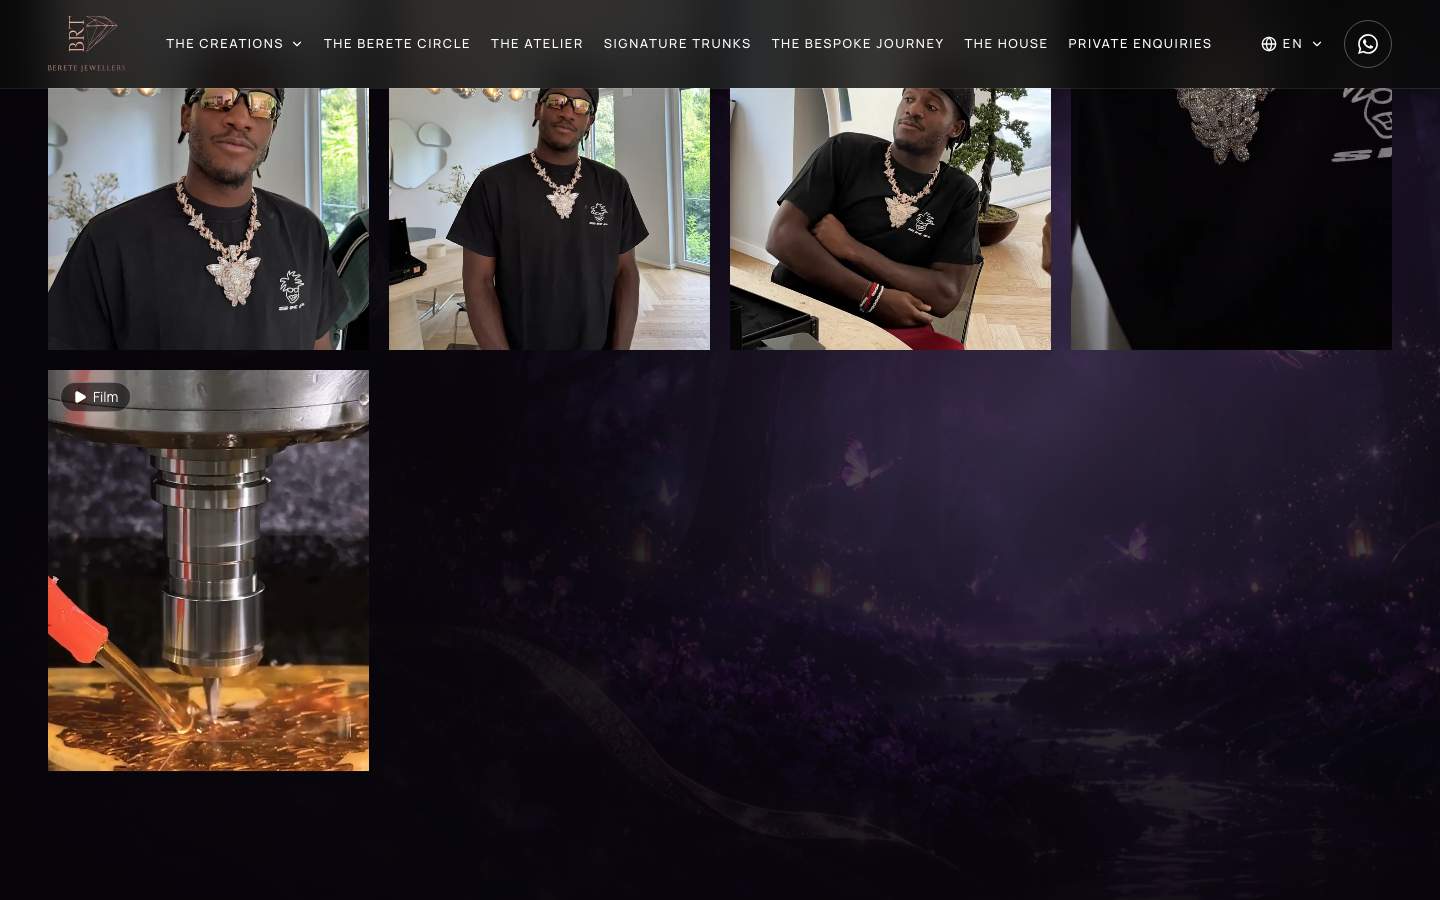 BRT
BERETE JEWELLERS
THE CREATIONS
THE BERETE CIRCLE
THE ATELIER
SIGNATURE TRUNKS
THE BESPOKE JOURNEY
THE HOUSE
PRIVATE ENQUIRIES
EN
Film